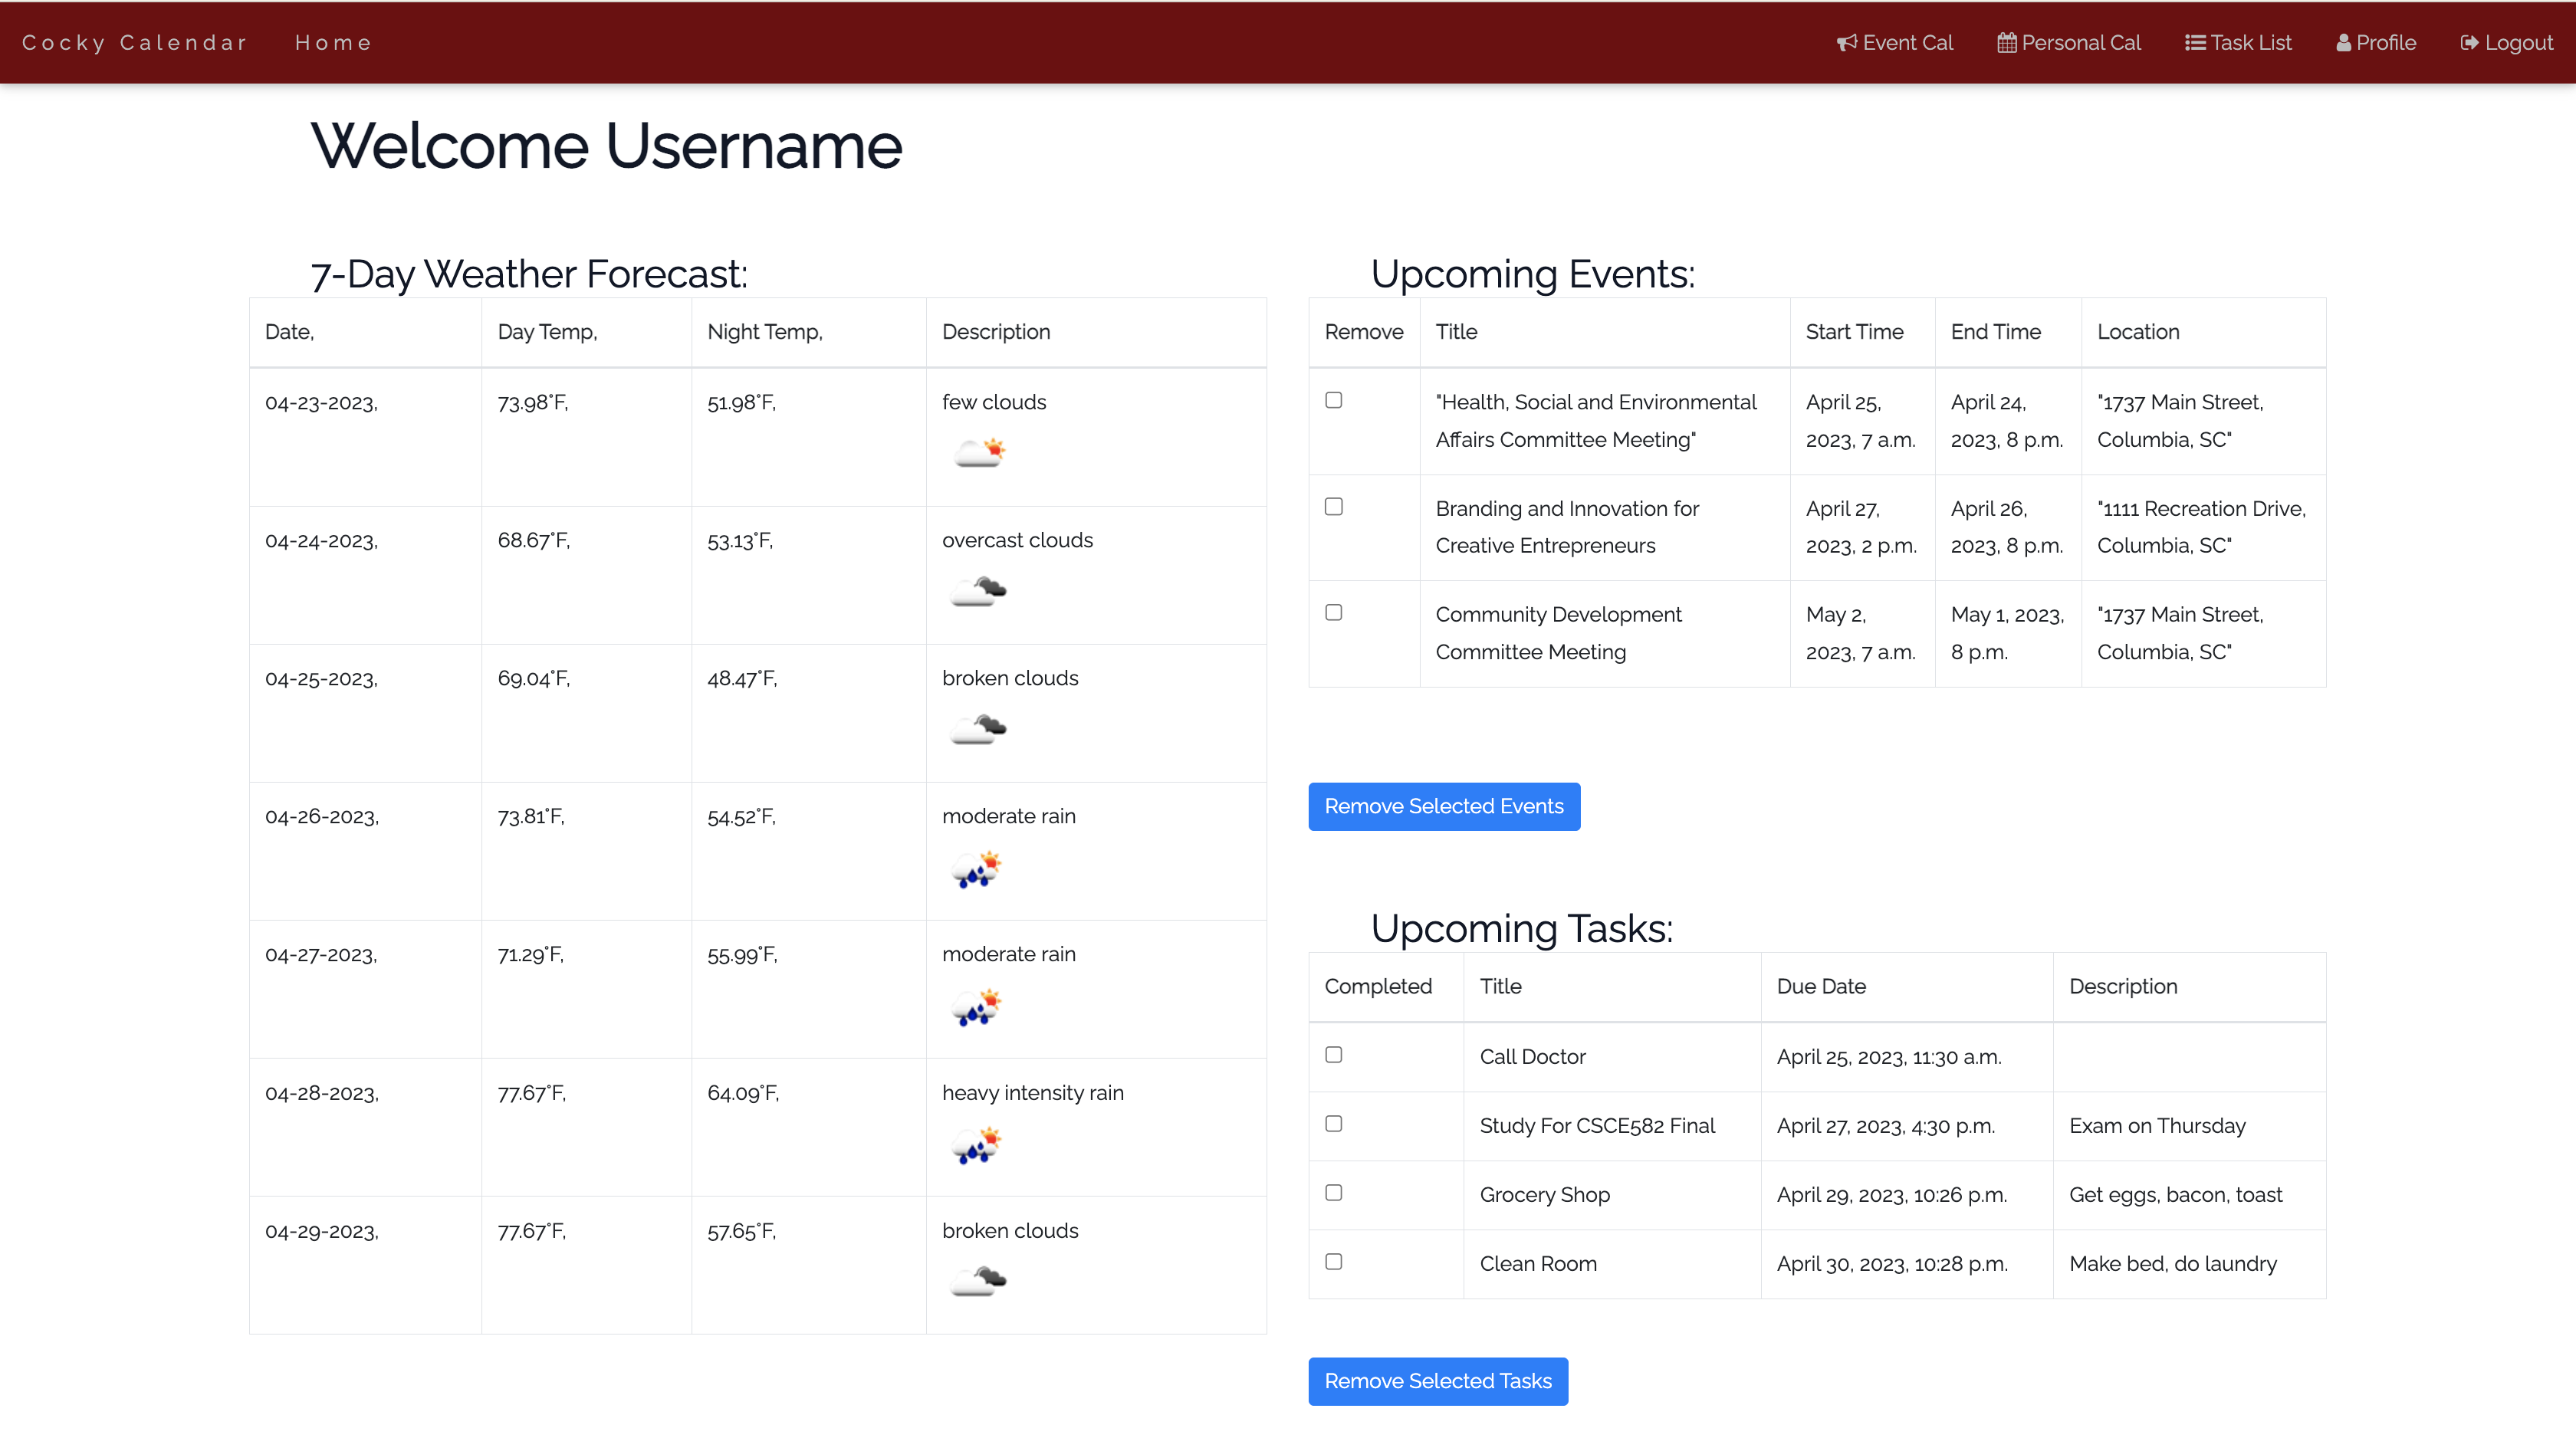 Cocky Calendar Home Event Cal Personal Cal Task List Profile Logout
Welcome Username
7-Day Weather Forecast:
Date, Day Temp, Night Temp, Description
04-23-2023, 73.98°F, 51.98°F, few clouds
04-24-2023, 68.67°F, 53.13°F, overcast clouds
04-25-2023, 69.04°F, 48.47°F, broken clouds
04-26-2023, 73.81°F, 54.52°F, moderate rain
04-27-2023, 71.29°F, 55.99°F, moderate rain
04-28-2023, 77.67°F, 64.09°F, heavy intensity rain
04-29-2023, 77.67°F, 57.65°F, broken clouds
Upcoming Events:
Remove Title Start Time End Time Location
"Health, Social and Environmental April 25, April 24, "1737 Main Street,
Affairs Committee Meeting" 2023, 7 a.m. 2023, 8 p.m. Columbia, SC"
Branding and Innovation for April 27, April 26, "1111 Recreation Drive,
Creative Entrepreneurs 2023, 2 p.m. 2023, 8 p.m. Columbia, SC"
Community Development May 2, May 1, 2023, "1737 Main Street,
Committee Meeting 2023, 7 a.m. 8 p.m. Columbia, SC"
Remove Selected Events
Upcoming Tasks:
Completed Title Due Date Description
Call Doctor April 25, 2023, 11:30 a.m.
Study For CSCE582 Final April 27, 2023, 4:30 p.m. Exam on Thursday
Grocery Shop April 29, 2023, 10:26 p.m. Get eggs, bacon, toast
Clean Room April 30, 2023, 10:28 p.m. Make bed, do laundry
Remove Selected Tasks